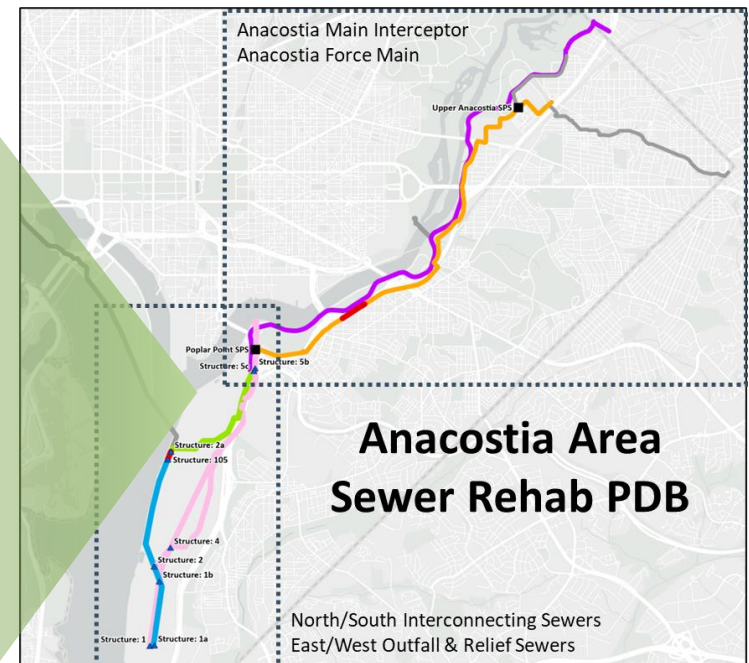 Anacostia Main Interceptor
Anacostia Force Main
Upper Anacostia SPS
Poplar Point SPS
Structure: 5c
Structure: 5b
Structure: 2a
Structure: 105
Anacostia Area
Sewer Rehab PDB
Structure: 4
Structure: 2
Structure: 1b
Structure: 1
Structure: 1a
North/South Interconnecting Sewers
East/West Outfall & Relief Sewers